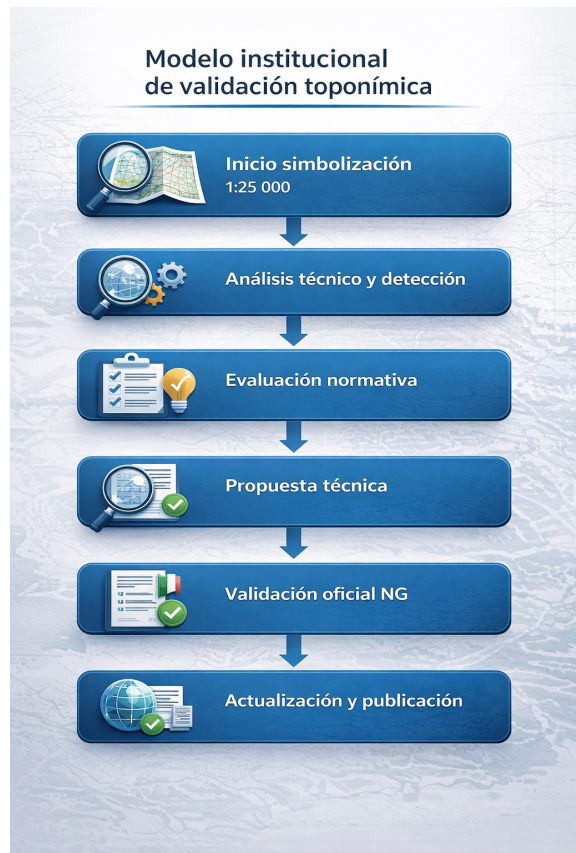 Modelo institucional
de validación toponímica
Inicio simbolización
1:25 000
Análisis técnico y detección
Evaluación normativa
Propuesta técnica
Validación oficial NG
Actualización y publicación